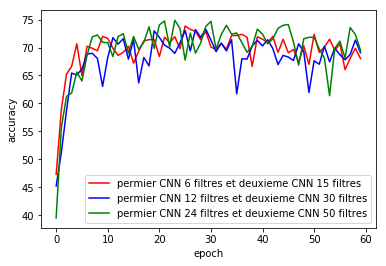 75
70
65
60
55
50
45
40
accuracy
permier CNN 6 filtres et deuxieme CNN 15 filtres
permier CNN 12 filtres et deuxieme CNN 30 filtres
permier CNN 24 filtres et deuxieme CNN 50 filtres
0 10 20 30 40 50 60
epoch